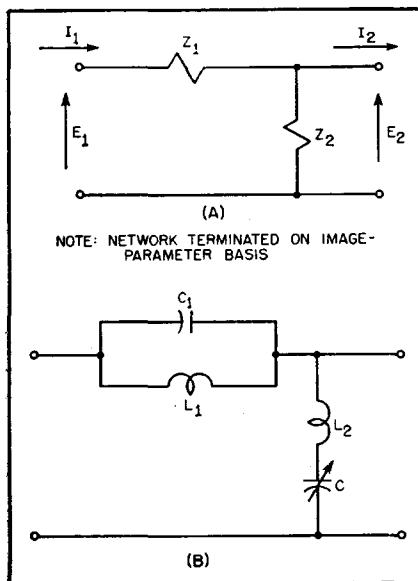 I₁ I₂
Z₁
E₁ Z₂ E₂
(A)
NOTE: NETWORK TERMINATED ON IMAGE-
PARAMETER BASIS
C₁
L₁
L₂
C
(B)